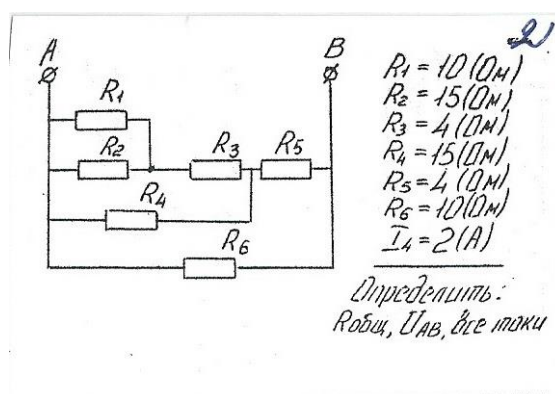 A
B
R1
R2
R3
R5
R4
R6
R1 = 10 (Ом)
R2 = 15 (Ом)
R3 = 4 (Ом)
R4 = 15 (Ом)
R5 = 4 (Ом)
R6 = 10 (Ом)
I4 = 2 (А)
Определить:
Rобщ, UAB, все токи